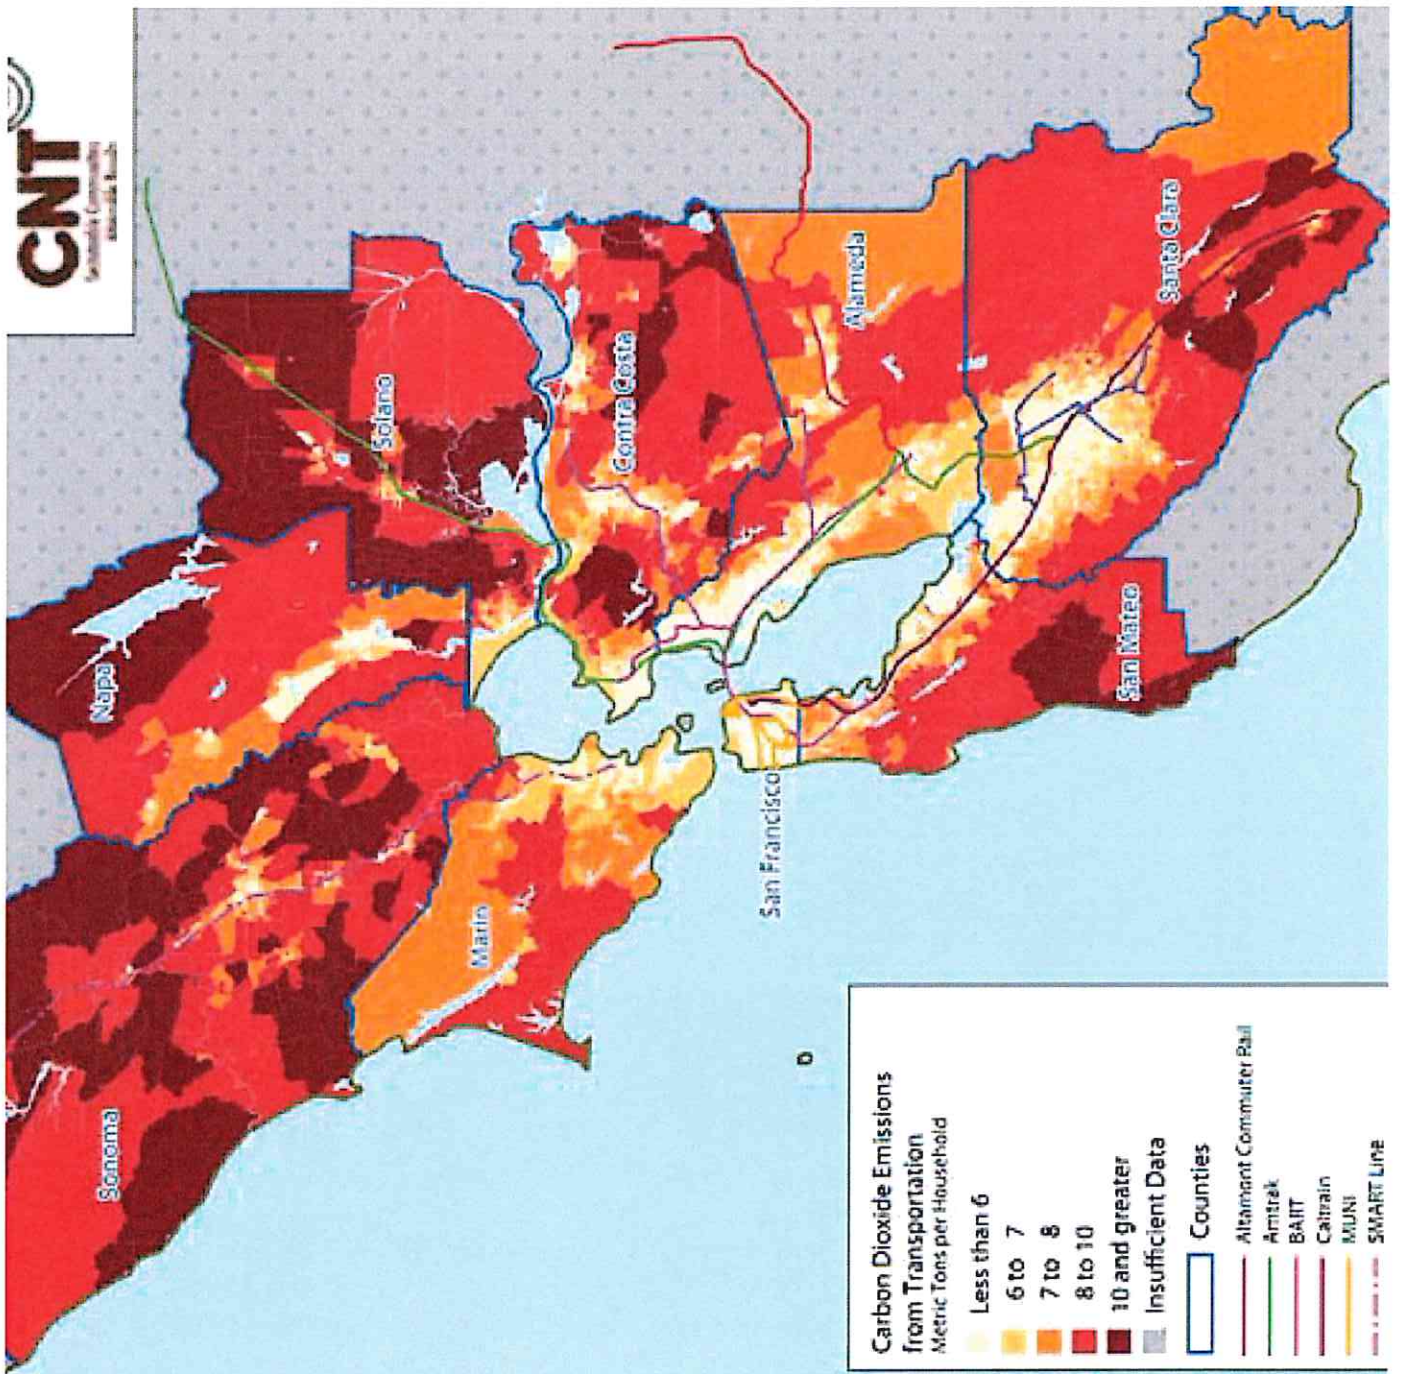 CNT
Napa
Sonoma
Solano
Marin
Contra Costa
San Francisco
Alameda
San Mateo
Santa Clara
Carbon Dioxide Emissions
from Transportation
Metric Tons per Household
Less than 6
6 to 7
7 to 8
8 to 10
10 and greater
Insufficient Data
Counties
Altamont Commuter Rail
Amtrak
BART
Caltrain
MUNI
SMART Line